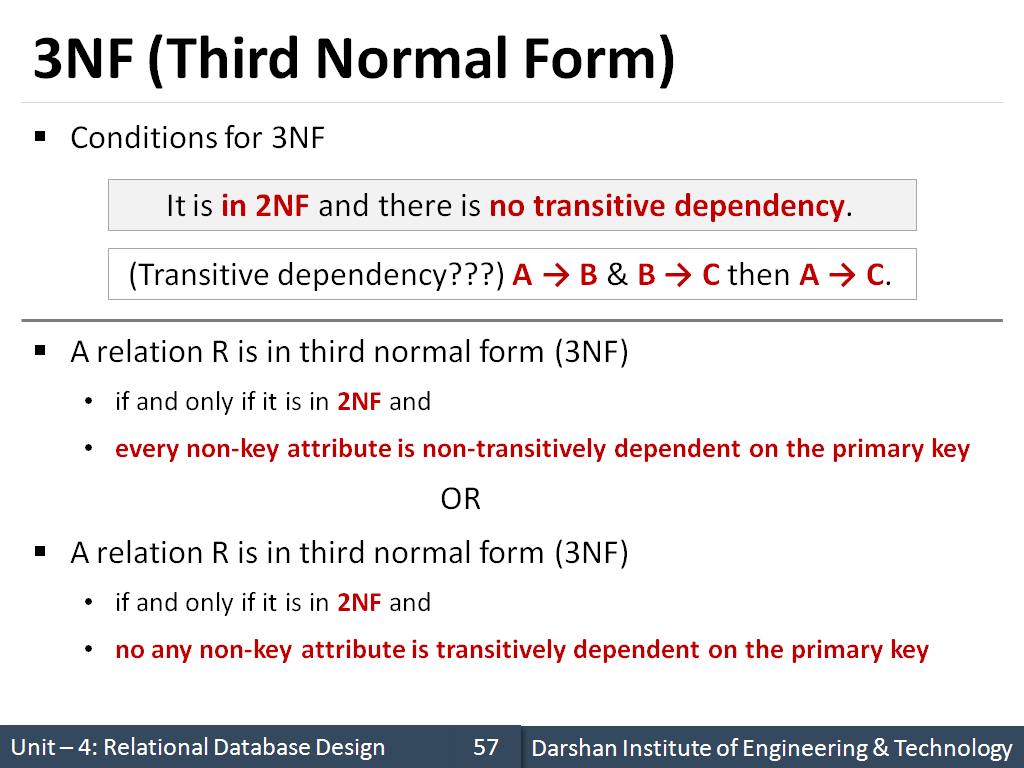 3NF (Third Normal Form)
▪ Conditions for 3NF
It is in 2NF and there is no transitive dependency.
(Transitive dependency???) A → B & B → C then A → C.
▪ A relation R is in third normal form (3NF)
• if and only if it is in 2NF and
• every non-key attribute is non-transitively dependent on the primary key
OR
▪ A relation R is in third normal form (3NF)
• if and only if it is in 2NF and
• no any non-key attribute is transitively dependent on the primary key
Unit – 4: Relational Database Design 57 Darshan Institute of Engineering & Technology